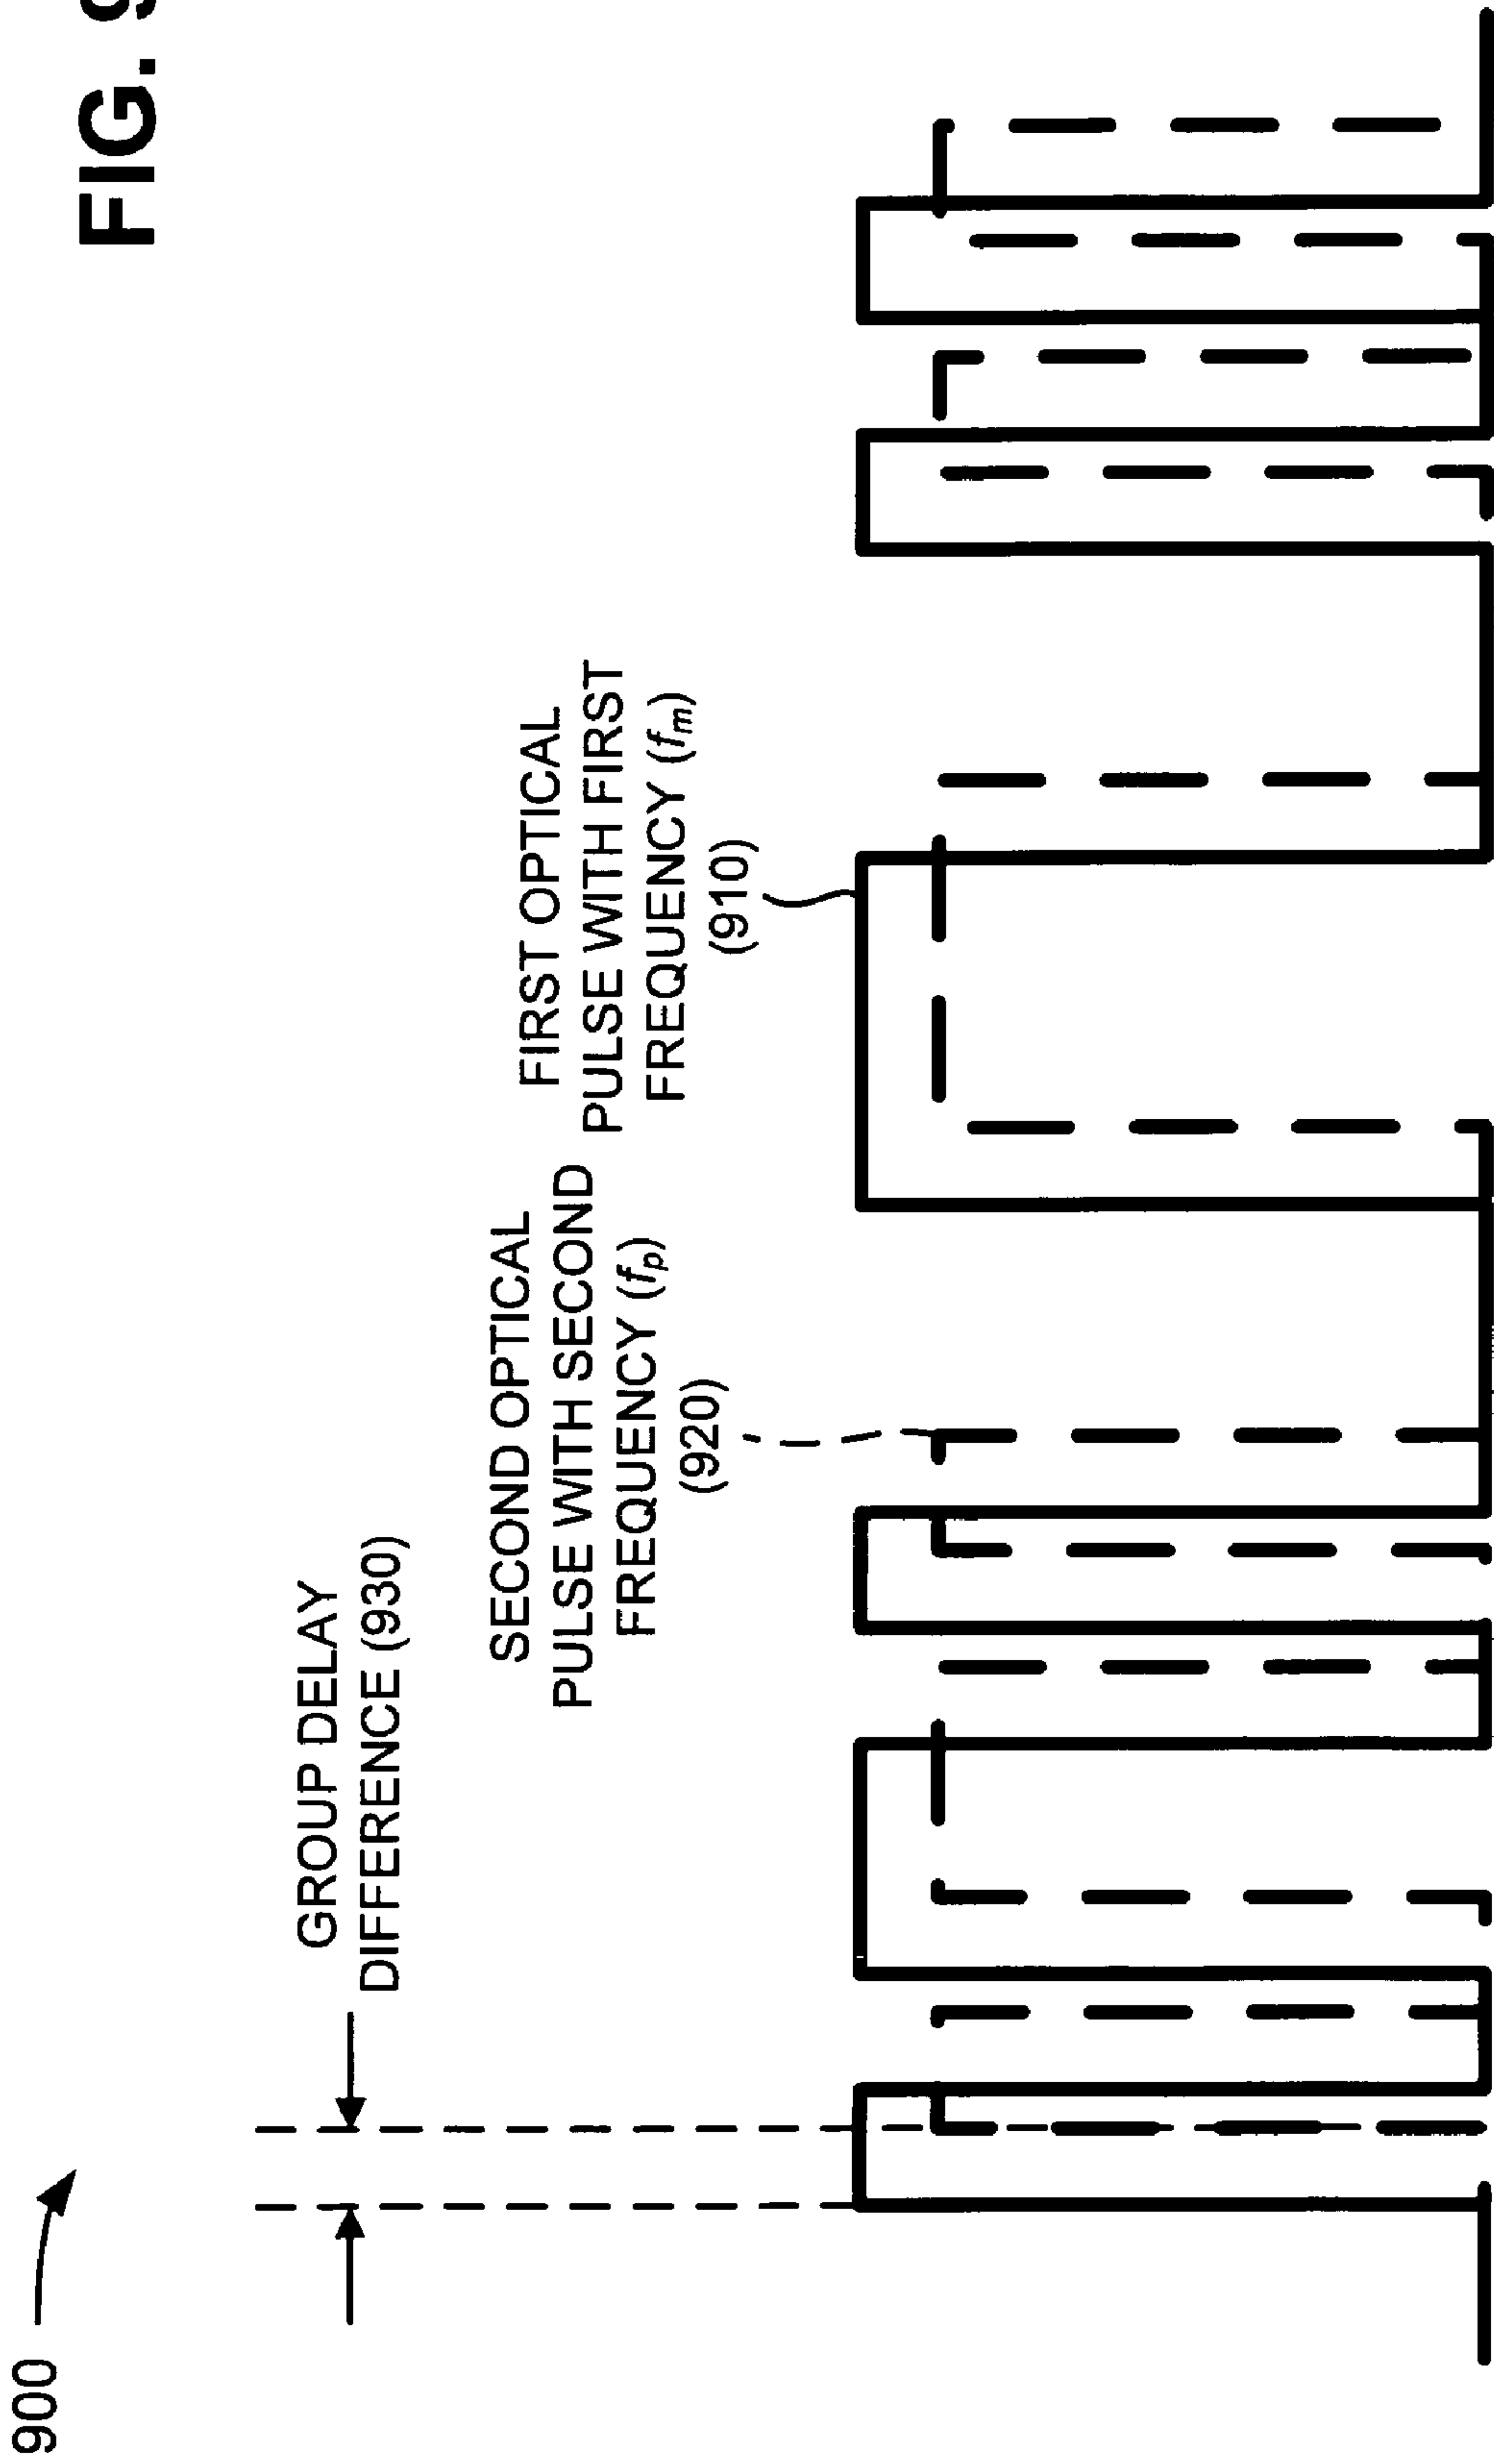 FIG. 9
900
GROUP DELAY
DIFFERENCE (930)
SECOND OPTICAL
PULSE WITH SECOND
FREQUENCY (fp)
(920)
FIRST OPTICAL
PULSE WITH FIRST
FREQUENCY (fm)
(910)